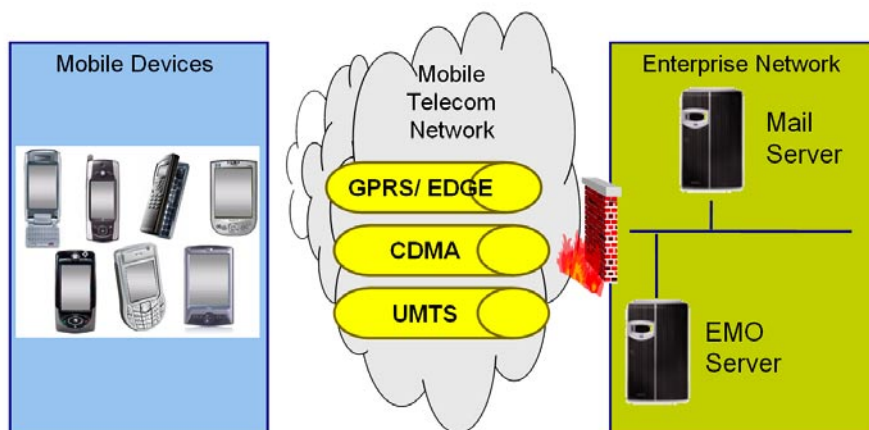 Mobile Devices
Mobile
Telecom
Network
GPRS/ EDGE
CDMA
UMTS
Enterprise Network
Mail
Server
EMO
Server